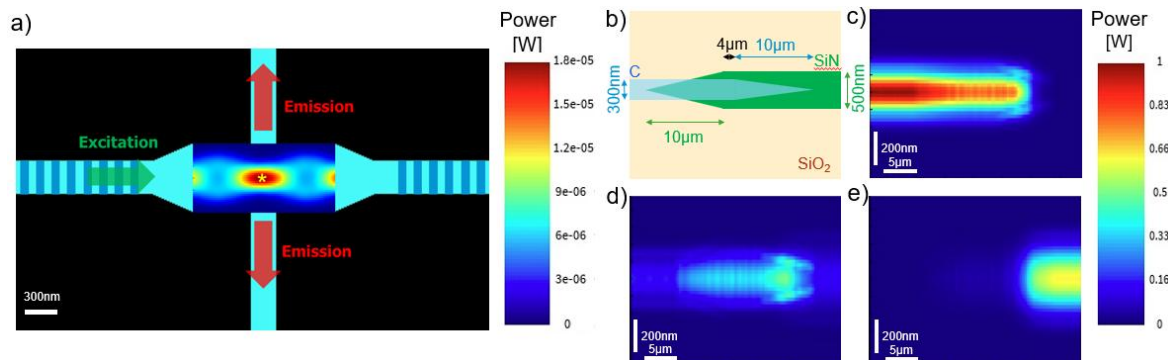 a)
Emission
Excitation
Emission
300nm
Power
[W]
1.8e-05
1.5e-05
1.2e-05
9e-06
6e-06
3e-06
0
b)
4µm
10µm
C
SiN
300nm
500nm
10µm
SiO2
c)
200nm
5µm
d)
200nm
5µm
e)
200nm
5µm
Power
[W]
1
0.83
0.66
0.5
0.33
0.17
0